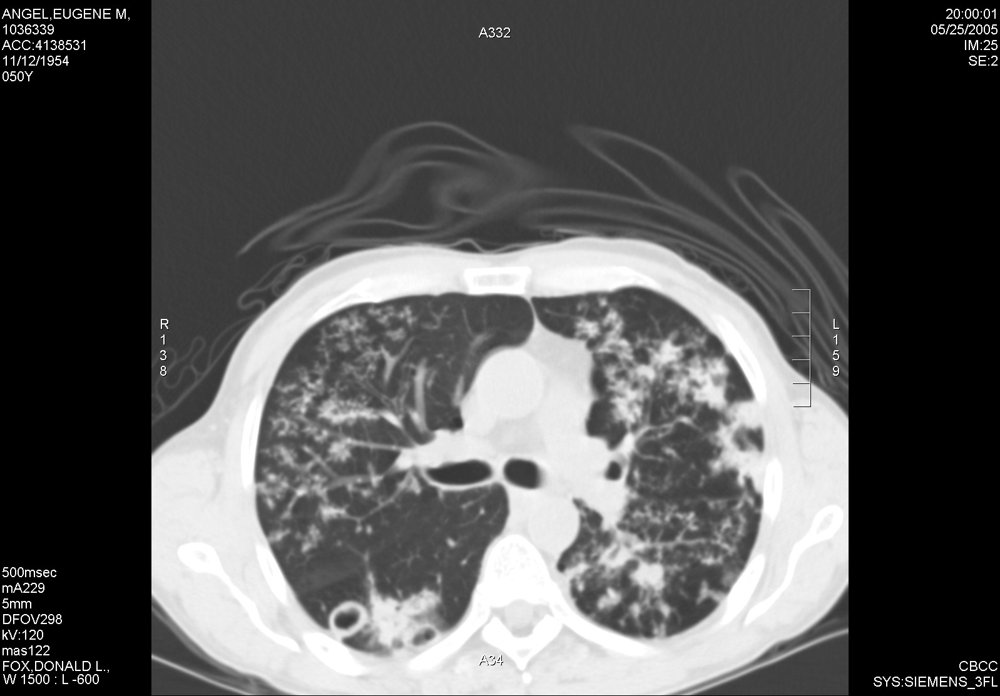 ANGEL,EUGENE M,
1036339
ACC:4138531
11/12/1954
050Y
A332
20:00:01
05/25/2005
IM:25
SE:2
R
1
3
8
L
1
5
9
500msec
mA229
5mm
DFOV298
kV:120
mas122
FOX,DONALD L.,
W 1500 : L -600
A34
CBCC
SYS:SIEMENS_3FL